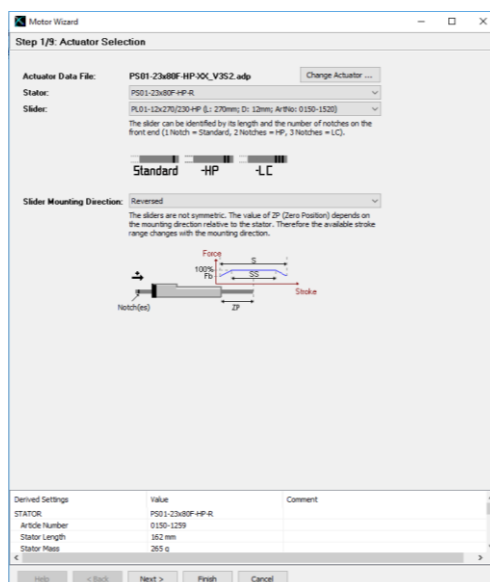 Motor Wizard
Step 1/9: Actuator Selection
Actuator Data File: PS01-23x80F-HP-XX_V3S2.adp Change Actuator ...
Stator: PS01-23x80F-HP-R
Slider: PL01-12x270/230-HP (L: 270mm; D: 12mm; ArtNo: 0150-1520)
The slider can be identified by its length and the number of notches on the
front end (1 Notch = Standard, 2 Notches = HP, 3 Notches = LC).
Standard -HP -LC
Slider Mounting Direction: Reversed
The sliders are not symmetric. The value of ZP (Zero Position) depends on
the mounting direction relative to the stator. Therefore the available stroke
range changes with the mounting direction.
Force
S
100%
Fb
SS
Stroke
Notch(es)
ZP
Derived Settings Value Comment
STATOR PS01-23x80F-HP-R
Article Number 0150-1259
Stator Length 162 mm
Stator Mass 265 g
Help < Back Next > Finish Cancel